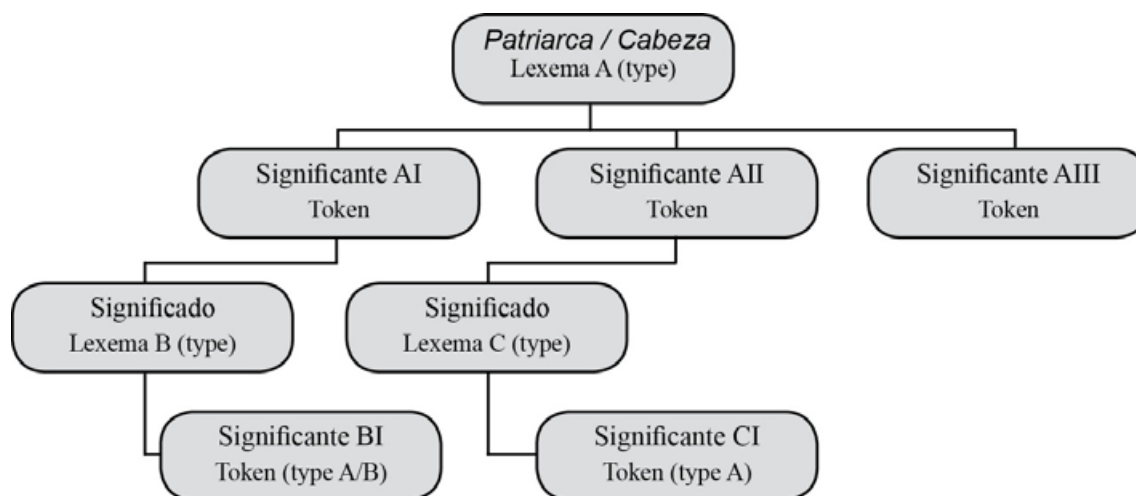 Patriarca / Cabeza
Lexema A (type)
Significante AI
Token
Significante AII
Token
Significante AIII
Token
Significado
Lexema B (type)
Significado
Lexema C (type)
Significante BI
Token (type A/B)
Significante CI
Token (type A)